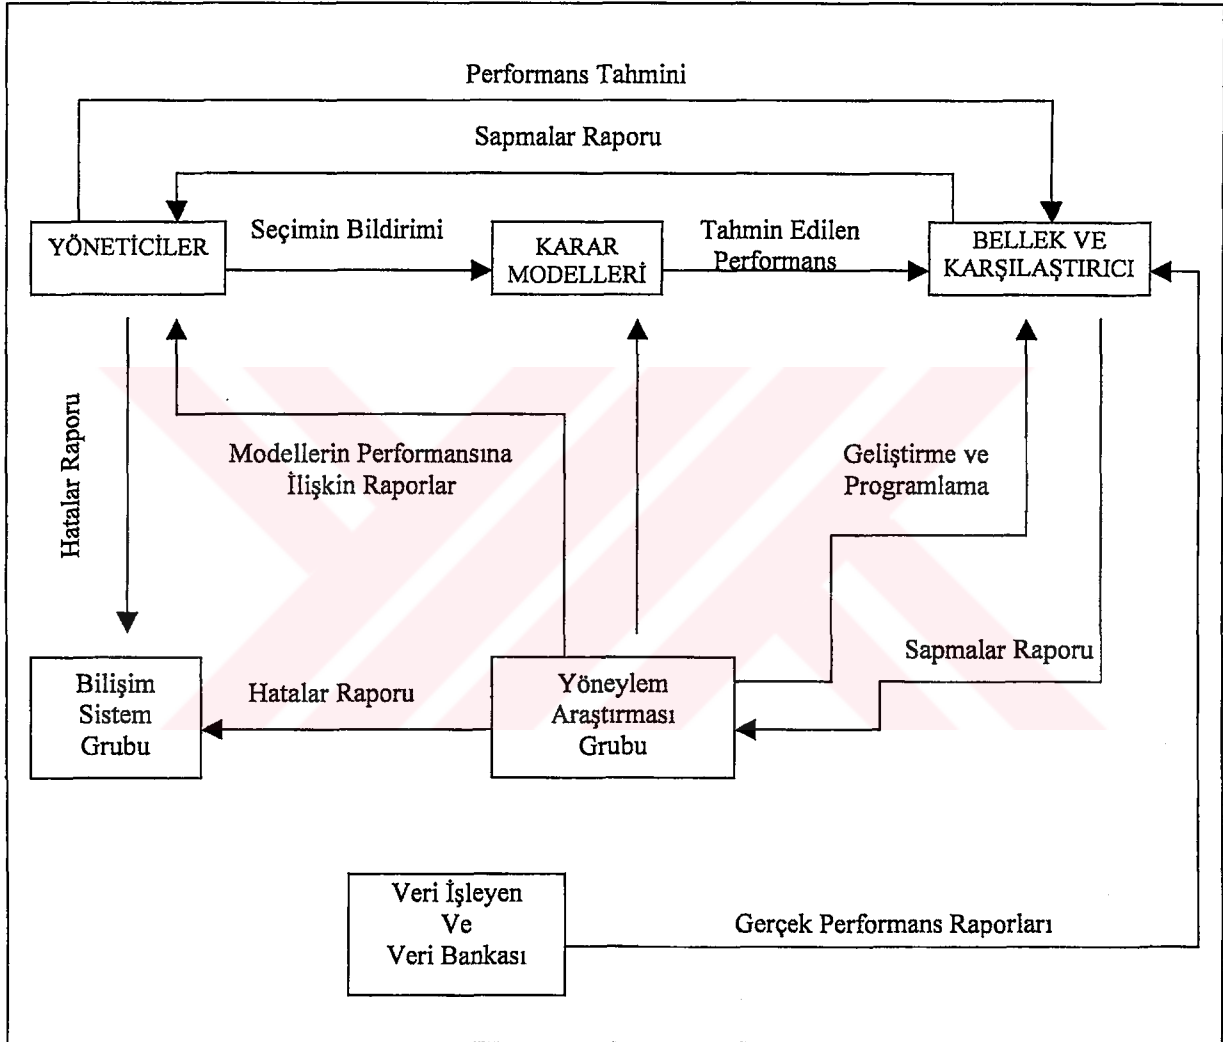 Performans Tahmini
Sapmalar Raporu
YÖNETİCİLER
Seçimin Bildirimi
KARAR
MODELLERİ
Tahmin Edilen
Performans
BELLEK VE
KARŞILAŞTIRICI
Hatalar Raporu
Modellerin Performansına
İlişkin Raporlar
Geliştirme ve
Programlama
Sapmalar Raporu
Bilişim
Sistem
Grubu
Hatalar Raporu
Yöneylem
Araştırması
Grubu
Veri İşleyen
Ve
Veri Bankası
Gerçek Performans Raporları